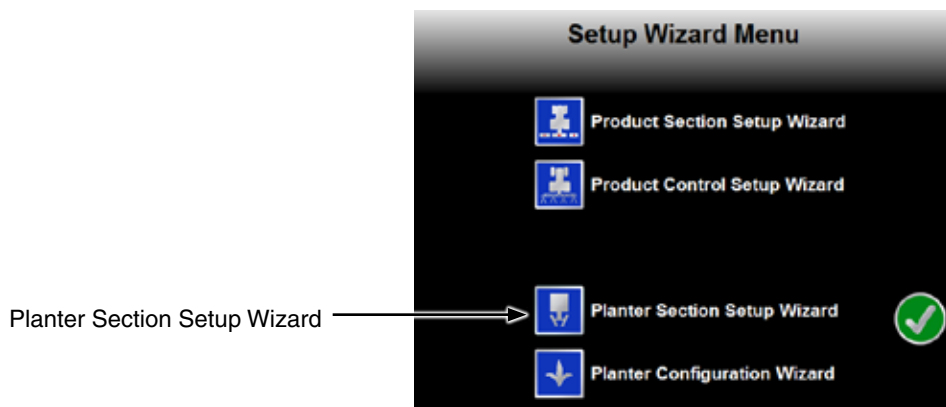 Setup Wizard Menu
Product Section Setup Wizard
Product Control Setup Wizard
Planter Section Setup Wizard
Planter Section Setup Wizard
Planter Configuration Wizard